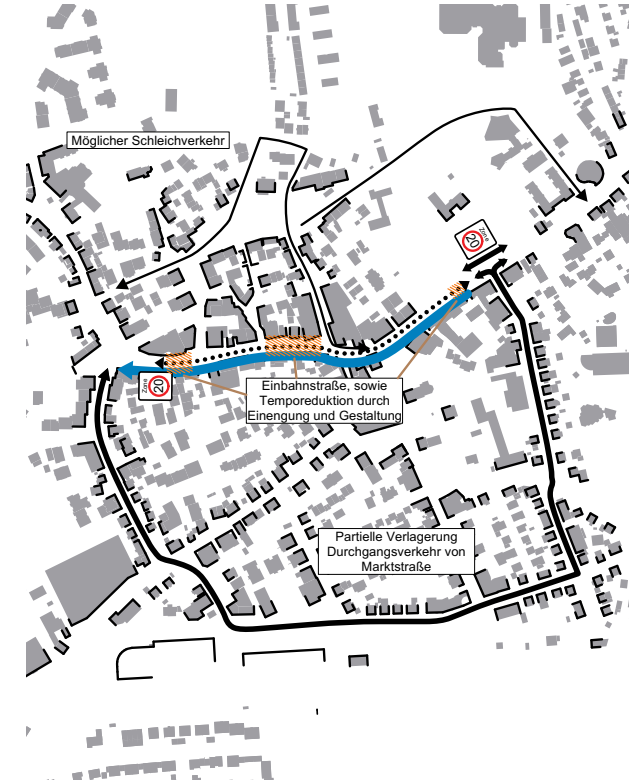 Möglicher Schleichverkehr
Zone
20
Zone
20
Einbahnstraße, sowie
Temporeduktion durch
Einengung und Gestaltung
Partielle Verlagerung
Durchgangsverkehr von
Marktstraße